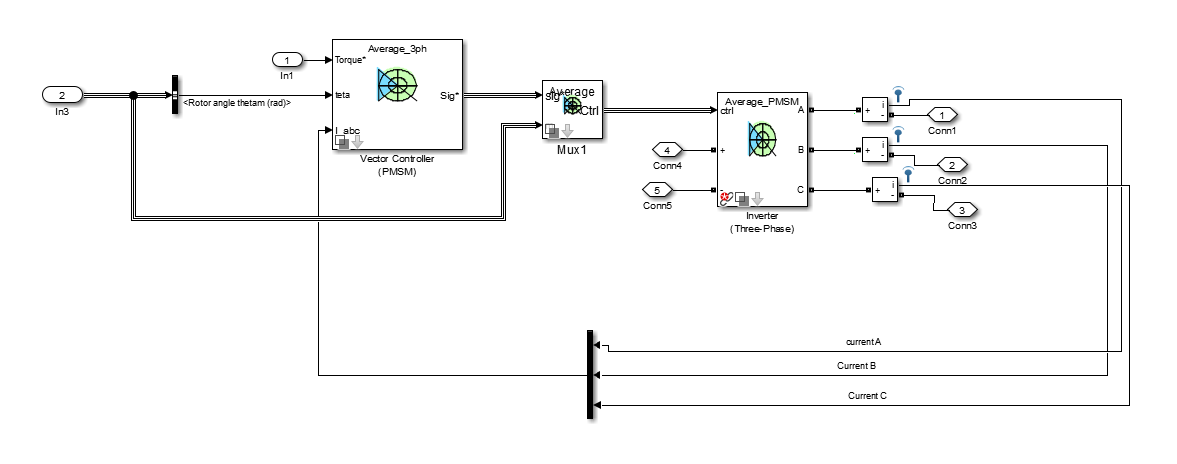 Average_3ph
1
In1
Torque*
2
In3
<Rotor angle thetam (rad)>
teta
Sig*
I_abc
Vector Controller
(PMSM)
Average
sig
Ctrl
Mux1
Average_PMSM
ctrl
A
B
C
+
-
4
Conn4
5
Conn5
Inverter
(Three-Phase)
+
i
-
1
Conn1
+
i
-
2
Conn2
+
i
-
3
Conn3
current A
Current B
Current C